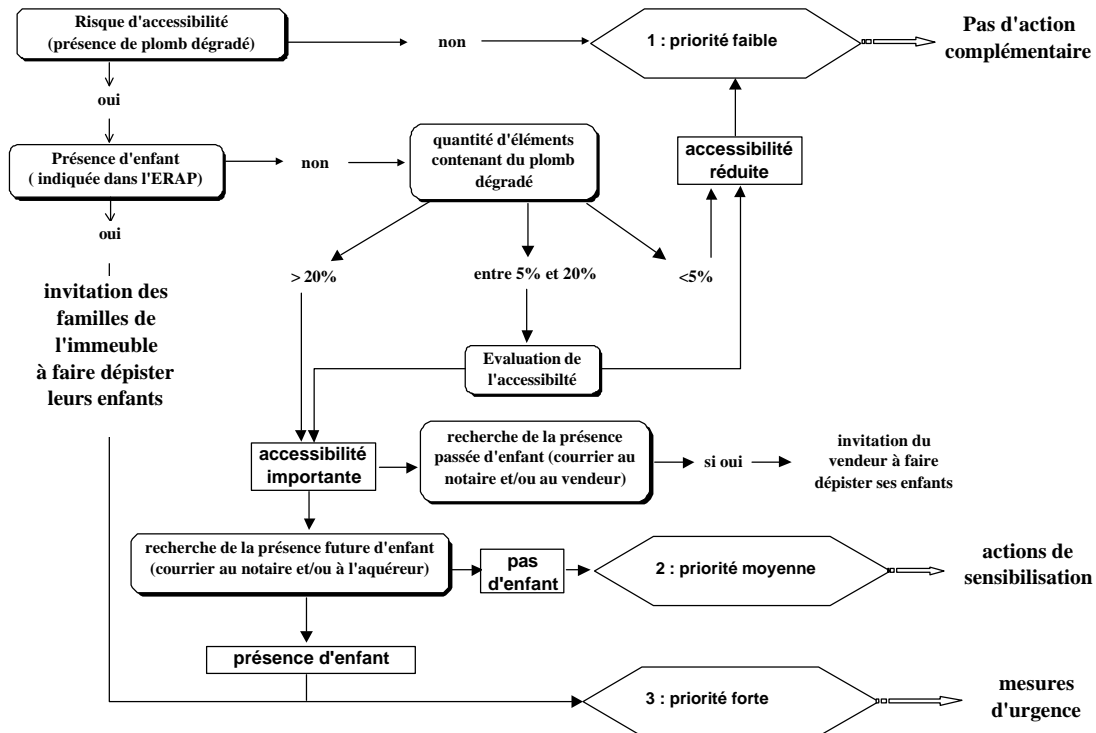 Risque d'accessibilité
(présence de plomb dégradé)
non
1 : priorité faible
Pas d'action
complémentaire
oui
Présence d'enfant
( indiquée dans l'ERAP)
non
quantité d'éléments
contenant du plomb
dégradé
accessibilité
réduite
oui
> 20%
entre 5% et 20%
<5%
invitation des
familles de
l'immeuble
à faire dépister
leurs enfants
Evaluation de
l'accessibilté
accessibilité
importante
recherche de la présence
passée d'enfant (courrier au
notaire et/ou au vendeur)
si oui
invitation du
vendeur à faire
dépister ses enfants
recherche de la présence future d'enfant
(courrier au notaire et/ou à l'aquéreur)
pas
d'enfant
2 : priorité moyenne
actions de
sensibilisation
présence d'enfant
3 : priorité forte
mesures
d'urgence